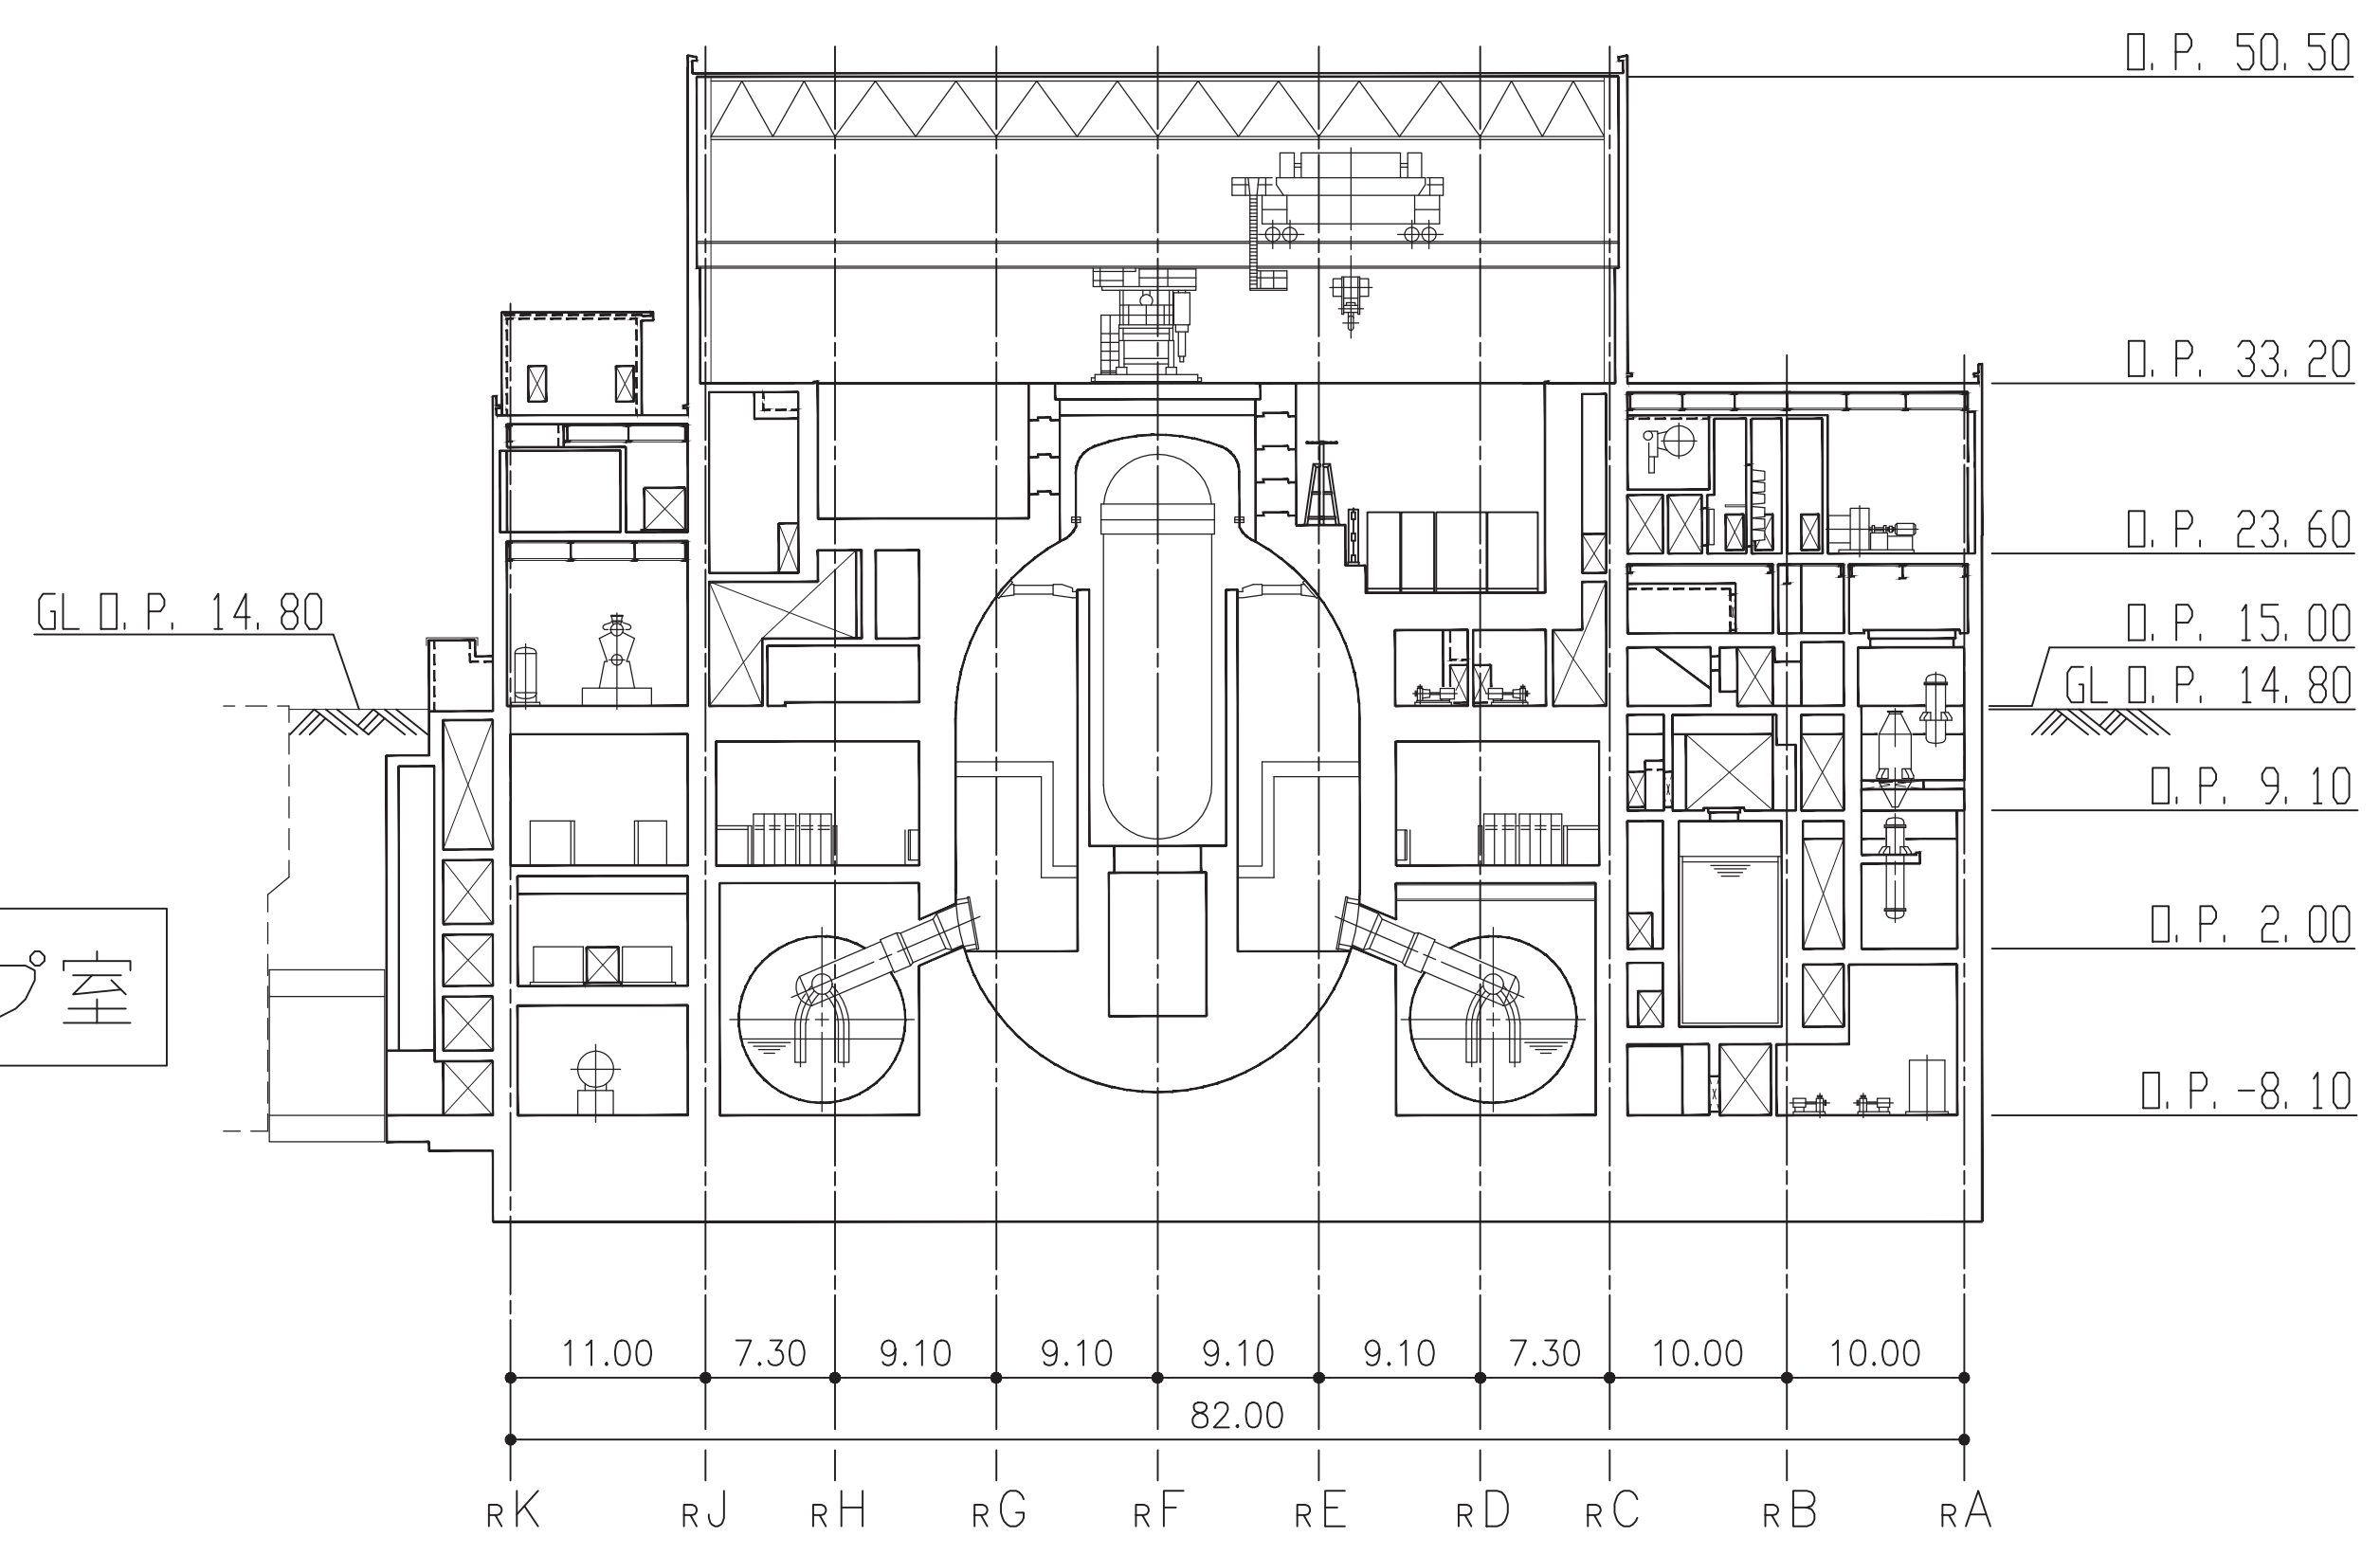 O.P. 50.50
O.P. 33.20
O.P. 23.60
GL O.P. 14.80
O.P. 15.00
GL O.P. 14.80
O.P. 9.10
O.P. 2.00
室
O.P. -8.10
11.00 7.30 9.10 9.10 9.10 9.10 7.30 10.00 10.00
82.00
RK RJ RH RG RF RE RD RC RB RA